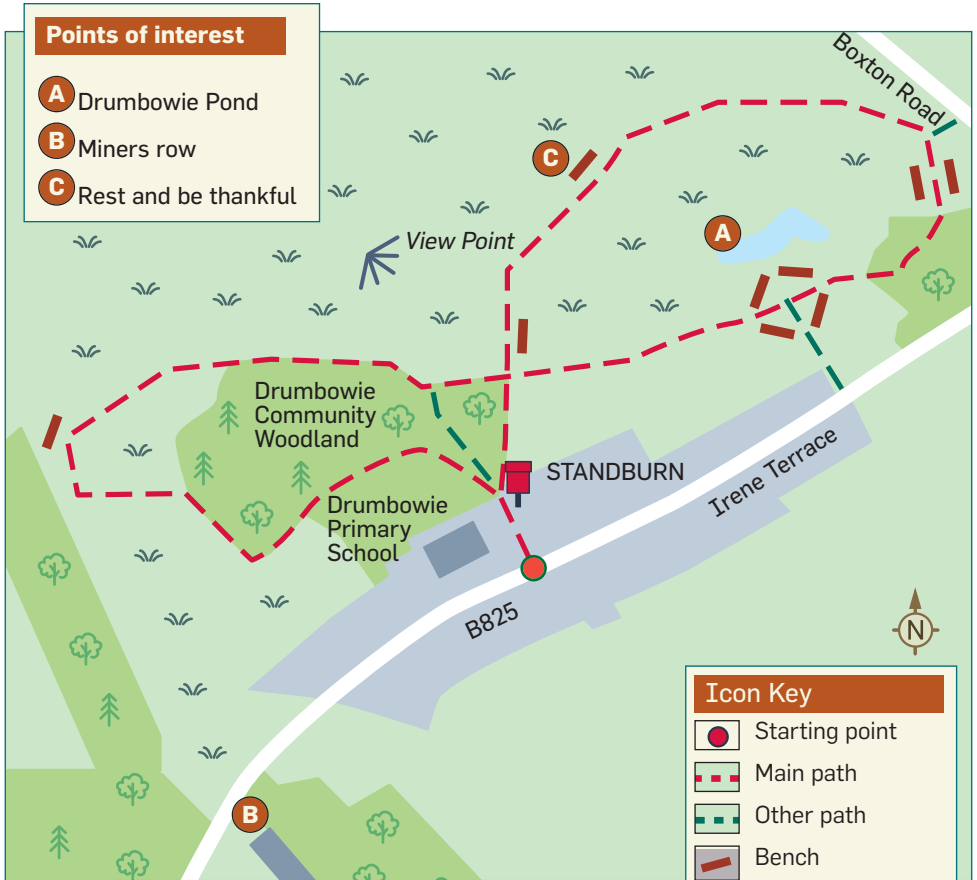 Points of interest
A Drumbowie Pond
B Miners row
C Rest and be thankful
Boxton Road
C
A
View Point
Drumbowie
Community
Woodland
STANDBURN
Irene Terrace
Drumbowie
Primary
School
B825
N
B
Icon Key
Starting point
Main path
Other path
Bench